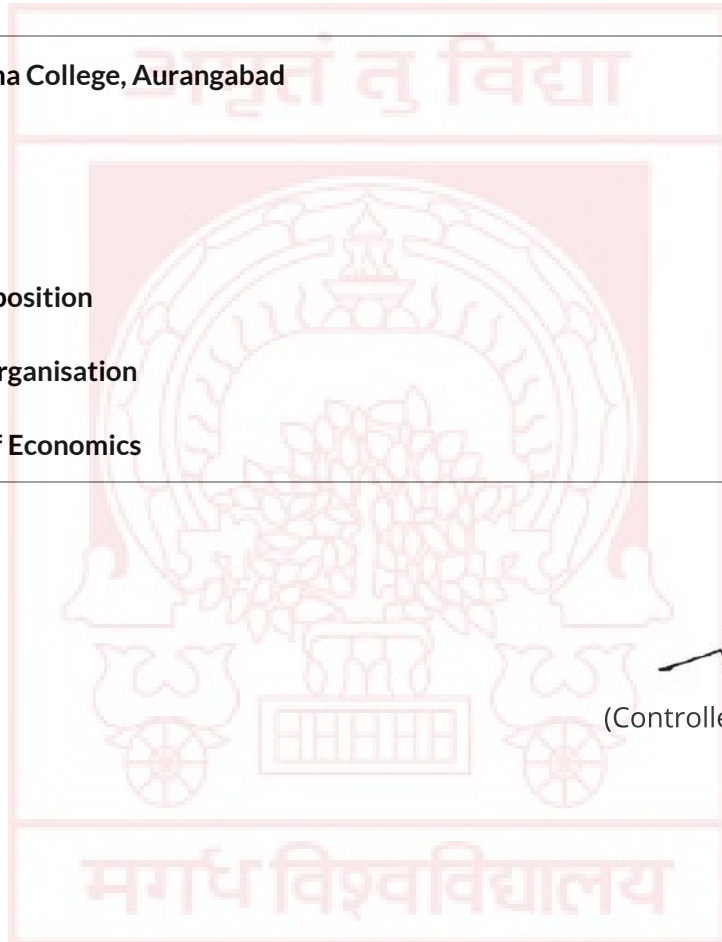 अमृतं तु विद्या
na College, Aurangabad
position
rganisation
f Economics
(Controlle
मगध विश्वविद्यालय